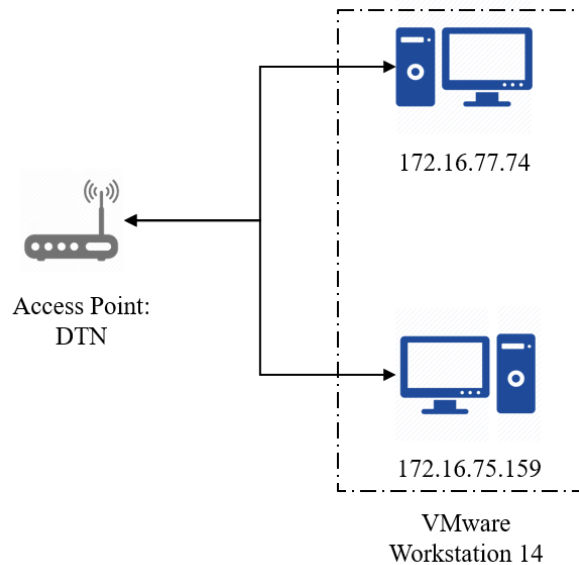 172.16.77.74
Access Point:
DTN
172.16.75.159
VMware
Workstation 14